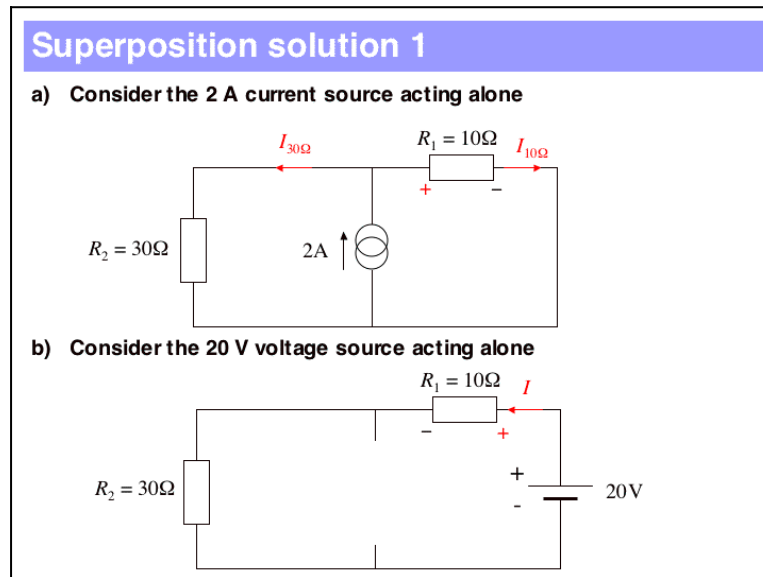 Superposition solution 1
a) Consider the 2 A current source acting alone
I30Ω
R1 = 10Ω
I10Ω
+ −
R2 = 30Ω
2A
b) Consider the 20 V voltage source acting alone
R1 = 10Ω I
− +
+
R2 = 30Ω
20V
-